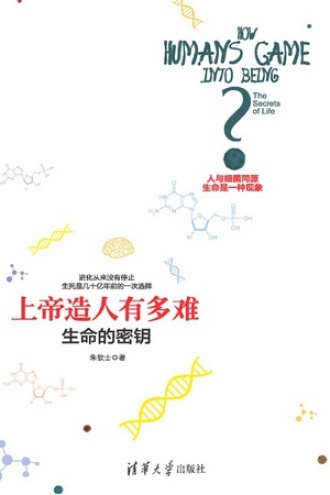 HOW
HUMANS GAME
INTO BEING
?
The
Secrets
of Life
人与细菌同源
生命是一种现象
进化从来没有停止
生死是几十亿年前的一次选择
上帝造人有多难
生命的密钥
朱钦士◎著
清华大学出版社